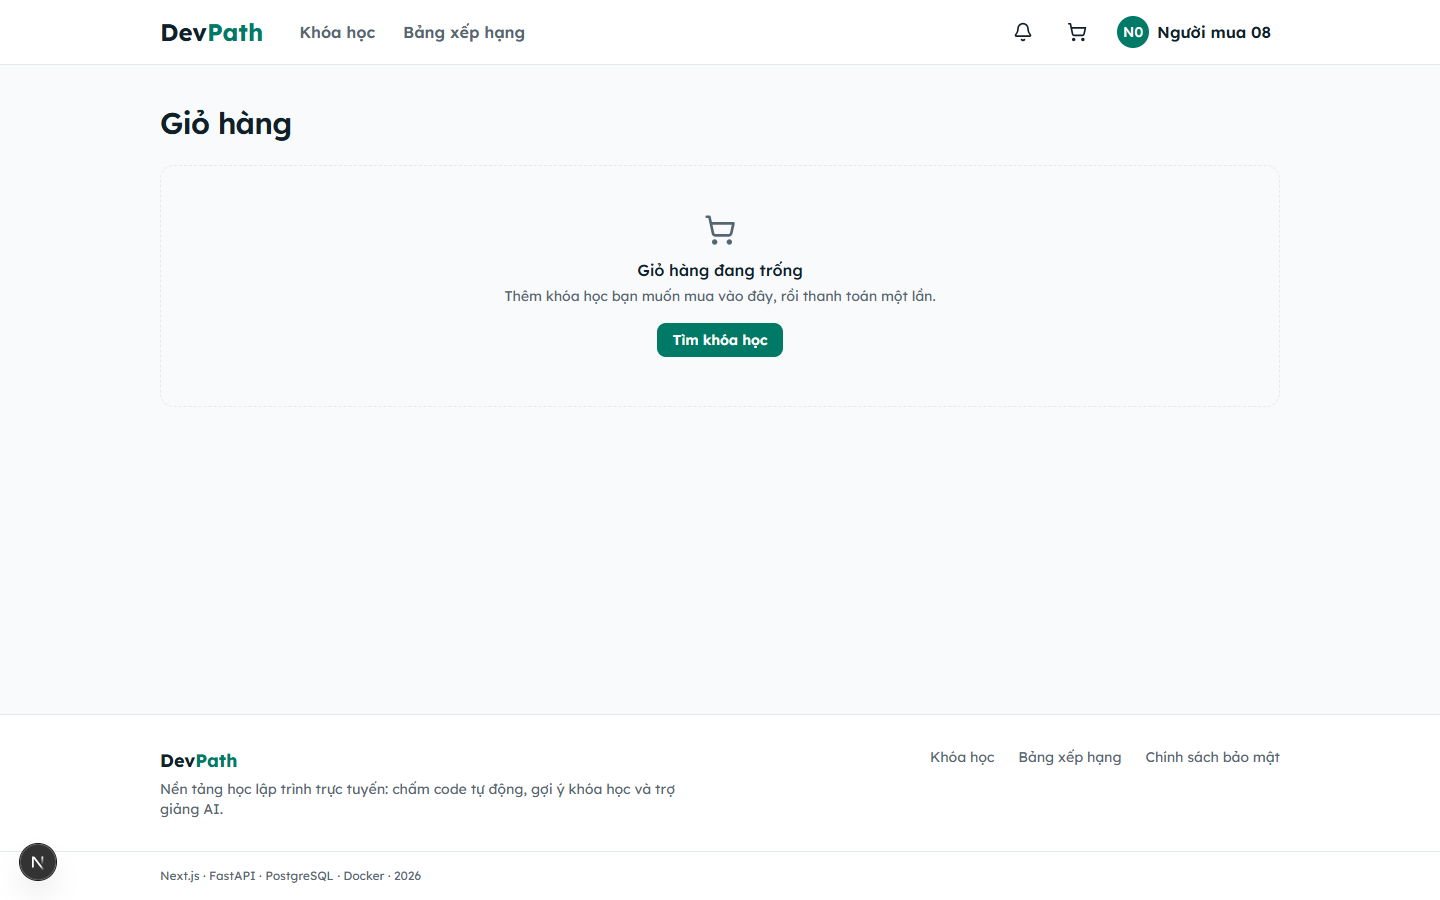 DevPath
Khóa học
Bảng xếp hạng
N0
Người mua 08
Giỏ hàng
Giỏ hàng đang trống
Thêm khóa học bạn muốn mua vào đây, rồi thanh toán một lần.
Tìm khóa học
DevPath
Nền tảng học lập trình trực tuyến: chấm code tự động, gợi ý khóa học và trợ
giảng AI.
Khóa học
Bảng xếp hạng
Chính sách bảo mật
N
Next.js · FastAPI · PostgreSQL · Docker · 2026